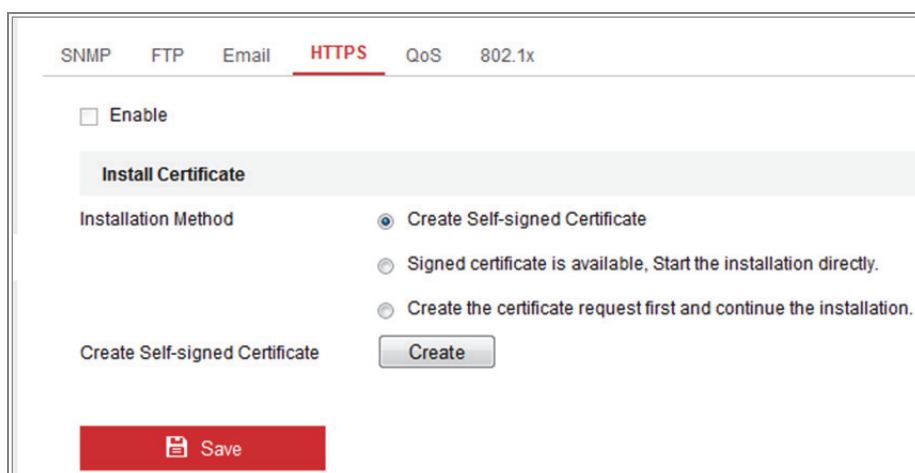 SNMP FTP Email HTTPS QoS 802.1x
Enable
Install Certificate
Installation Method
Create Self-signed Certificate
Signed certificate is available, Start the installation directly.
Create the certificate request first and continue the installation.
Create Self-signed Certificate Create
Save